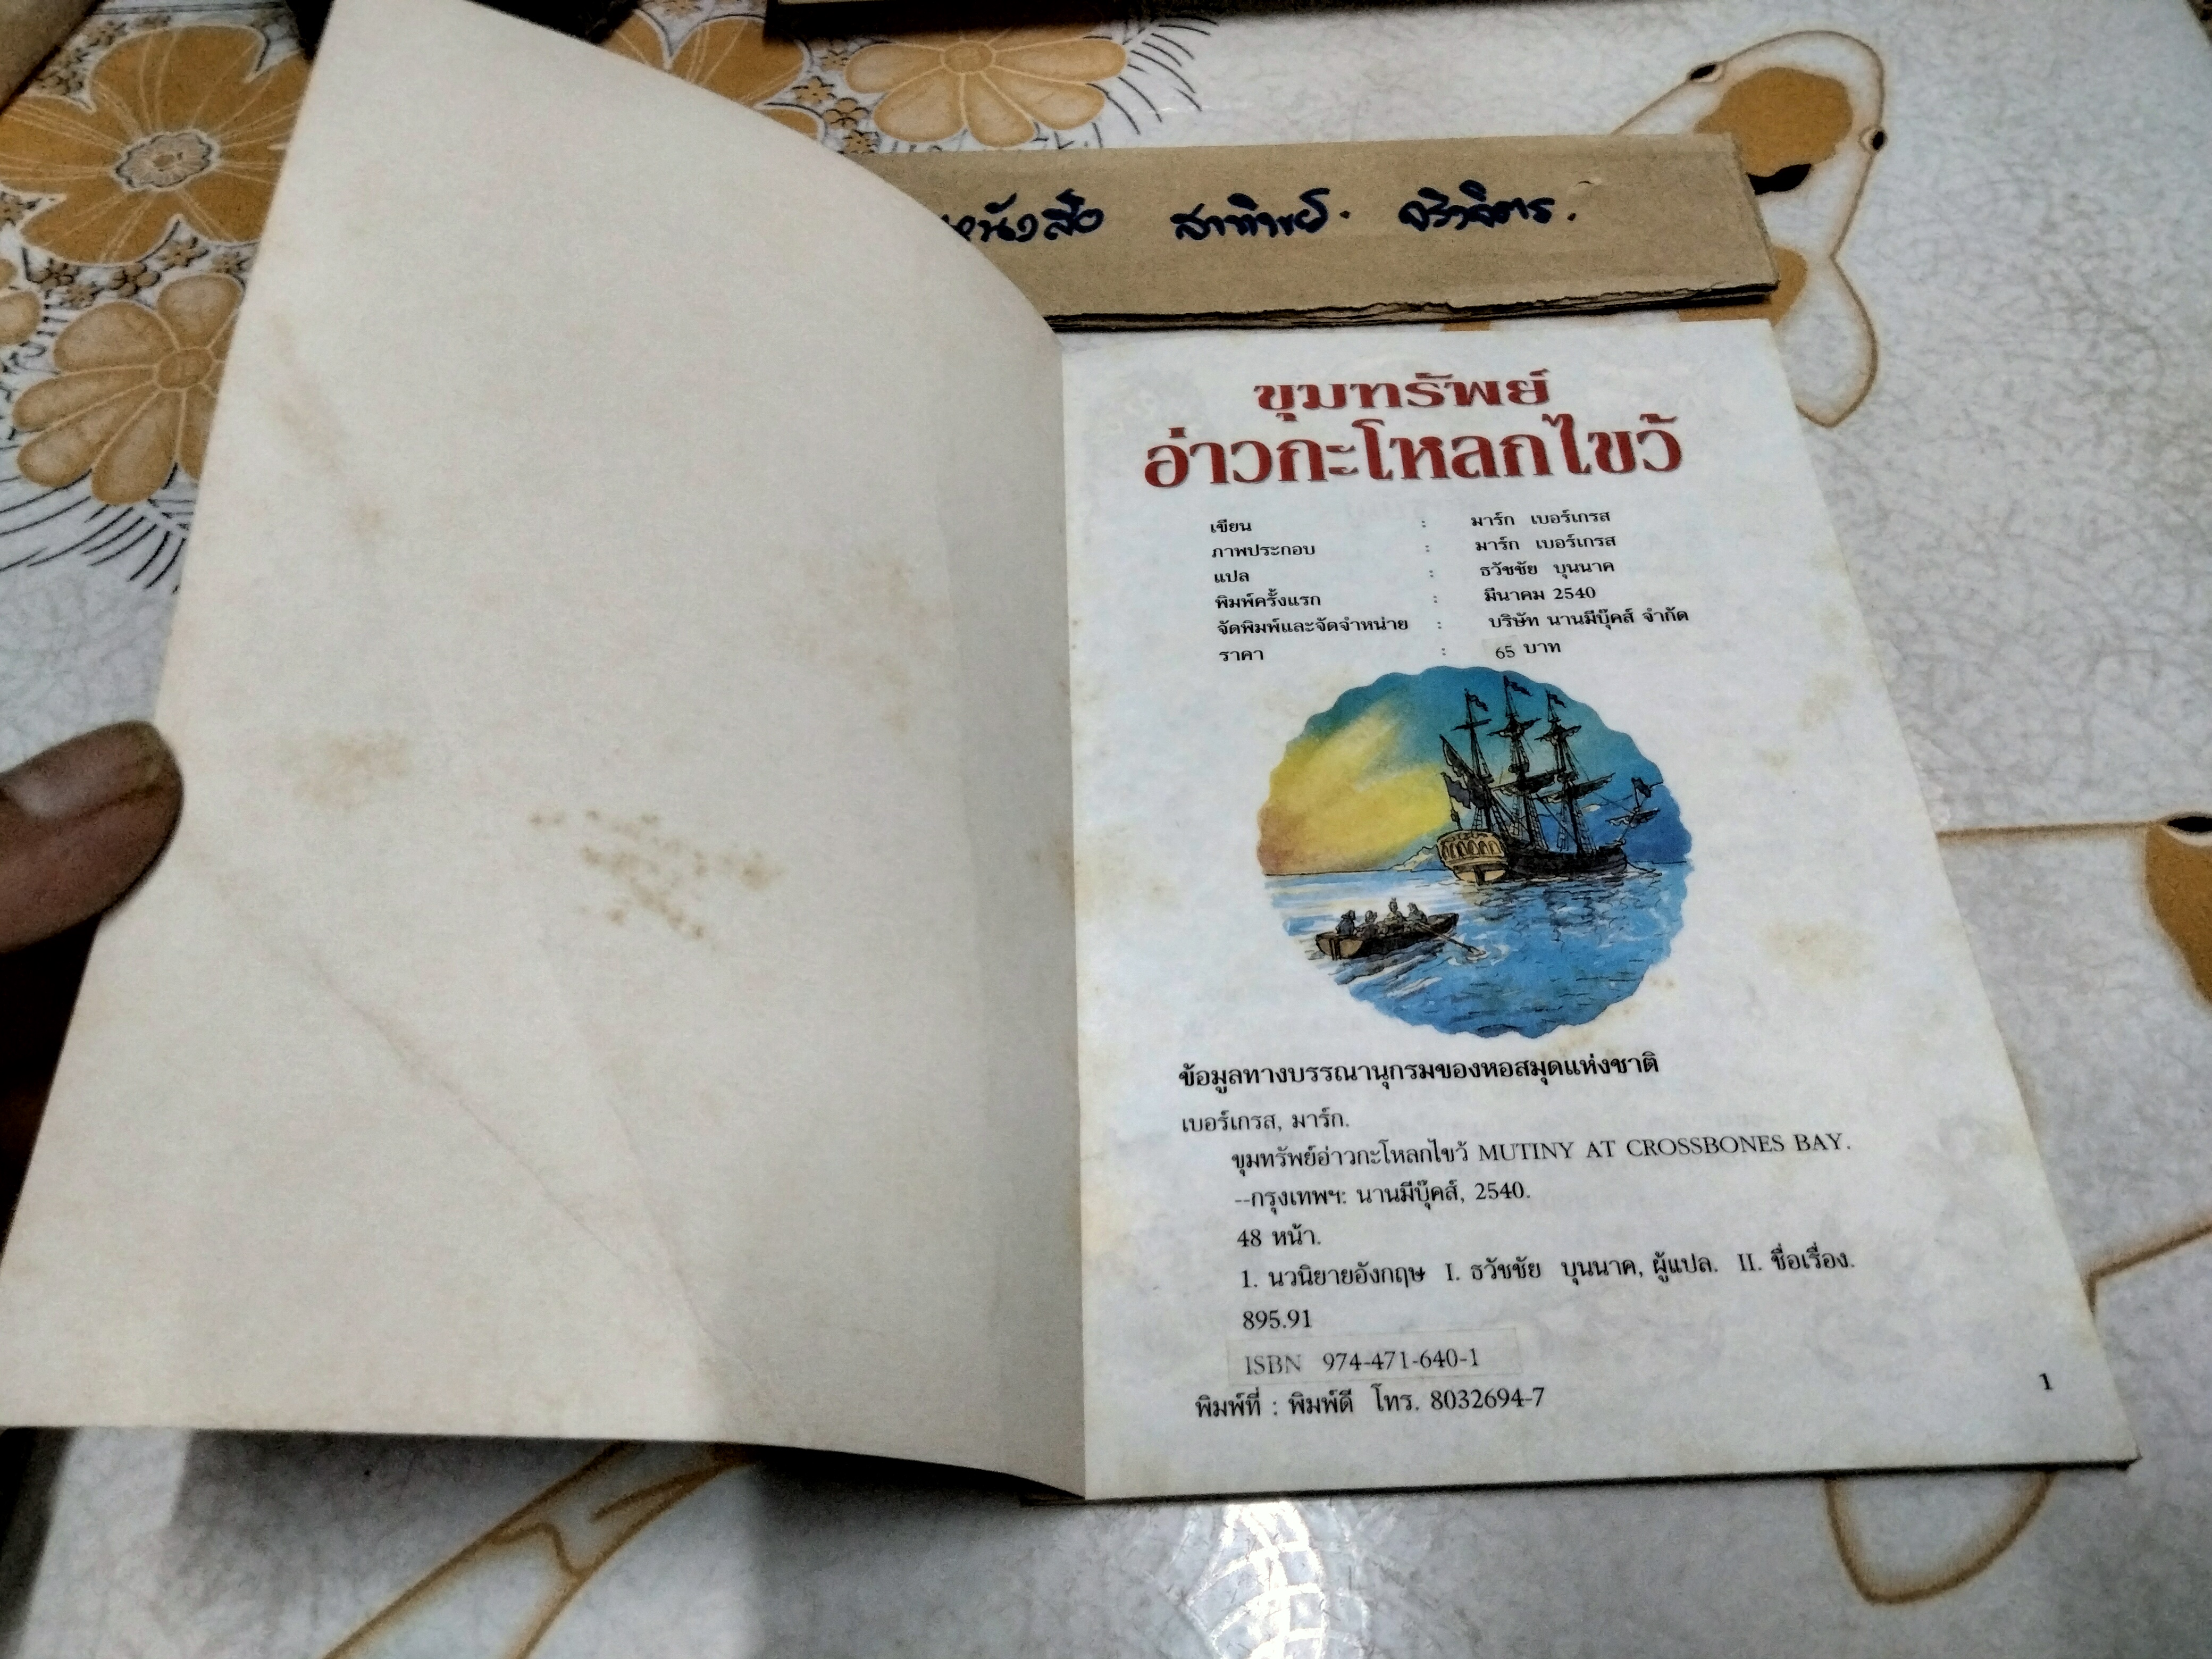 หนังสือ
ขุมทรัพย์
อ่าวกะโหลกไขว้
เขียน : มาร์ก เบอร์เกรส
ภาพประกอบ : มาร์ก เบอร์เกรส
แปล : ธวัชชัย บุนนาค
พิมพ์ครั้งแรก : มีนาคม 2540
จัดพิมพ์และจัดจำหน่าย : บริษัท นานมีบุ๊คส์ จำกัด
ราคา : 65 บาท
ข้อมูลทางบรรณานุกรมของหอสมุดแห่งชาติ
เบอร์เกรส, มาร์ก.
ขุมทรัพย์อ่าวกะโหลกไขว้ MUTINY AT CROSSBONES BAY.
--กรุงเทพฯ: นานมีบุ๊คส์, 2540.
48 หน้า.
1. นวนิยายอังกฤษ I. ธวัชชัย บุนนาค, ผู้แปล. II. ชื่อเรื่อง.
895.91
ISBN 974-471-640-1
พิมพ์ที่ : พิมพ์ดี โทร. 8032694-7
1